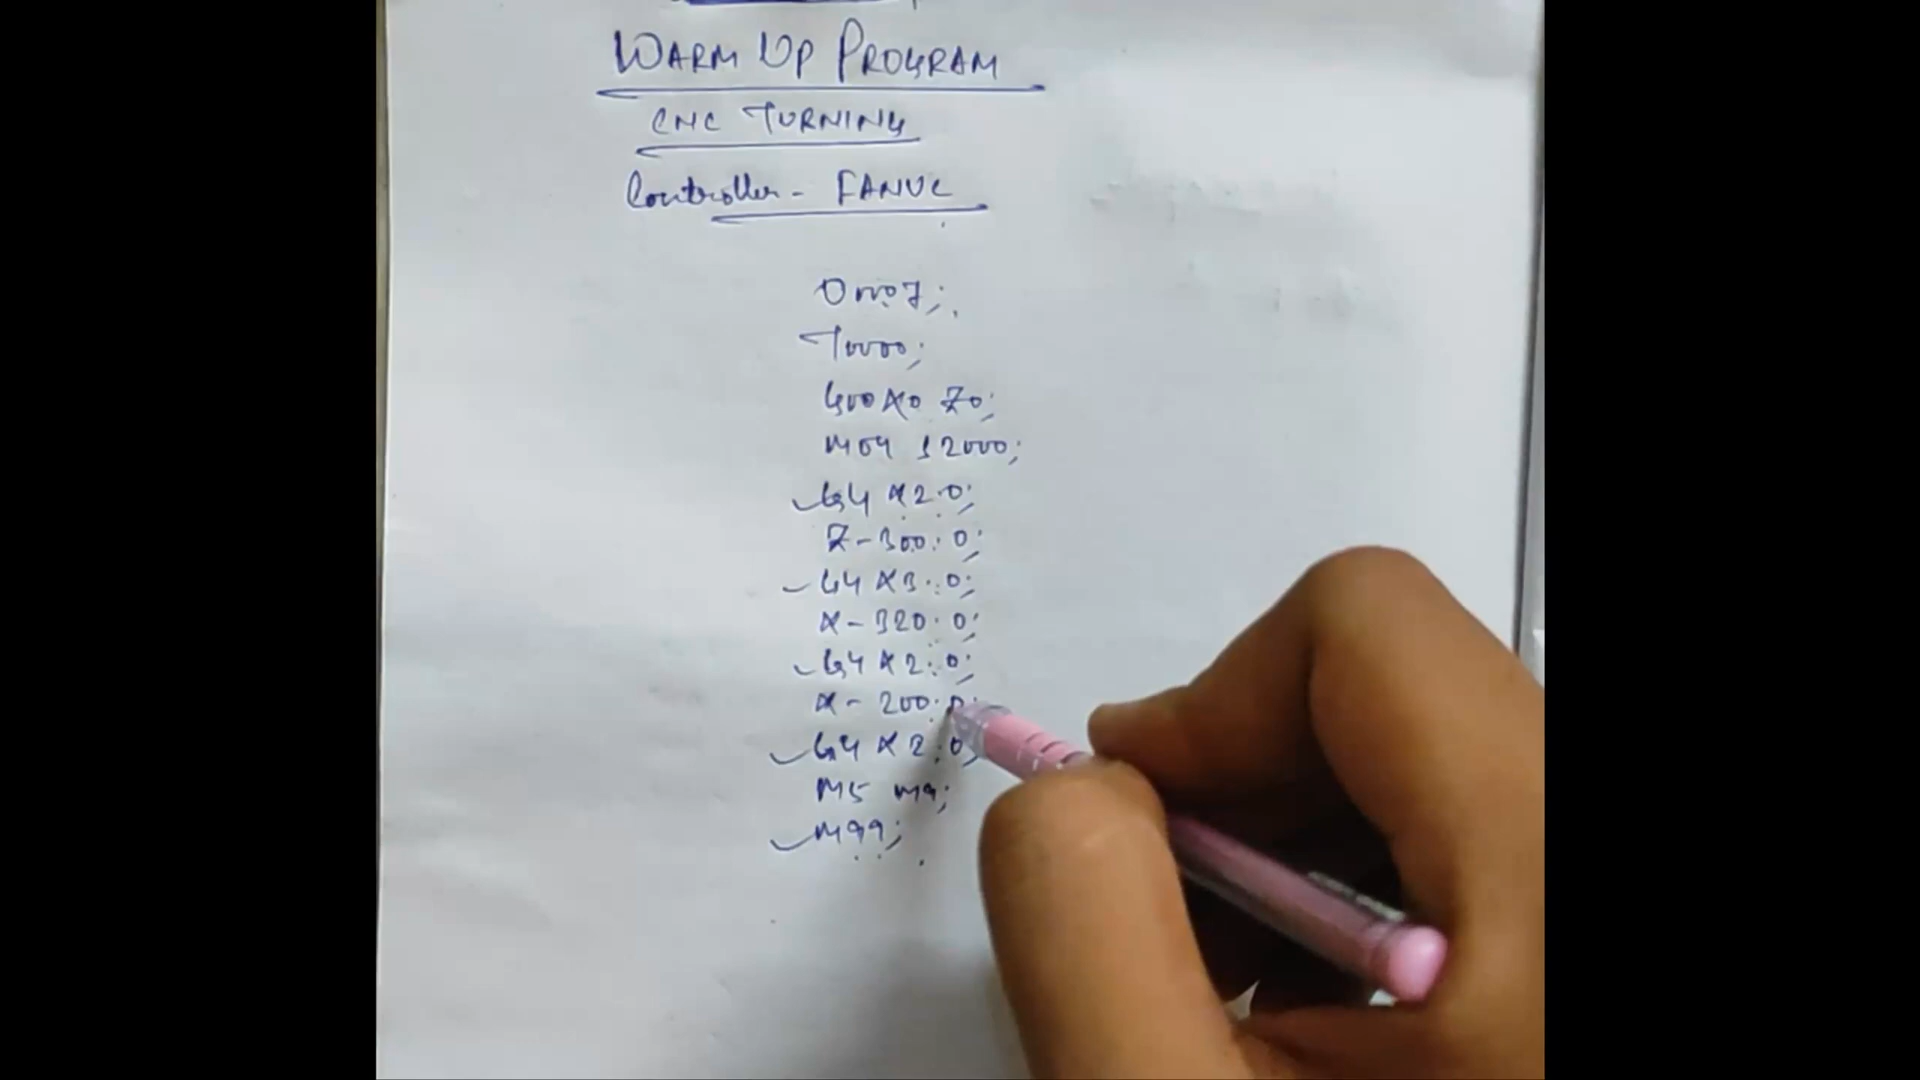 WARM UP PROGRAM
CNC TURNING
Controller - FANUC
O0007;
T0000;
G00 X0 Z0;
M04 S2000;
G4 X2.0;
Z-300.0;
G4 X3.0;
X-320.0;
G4 X2.0;
X-200.0;
G4 X2.0;
M5 M9;
M99;